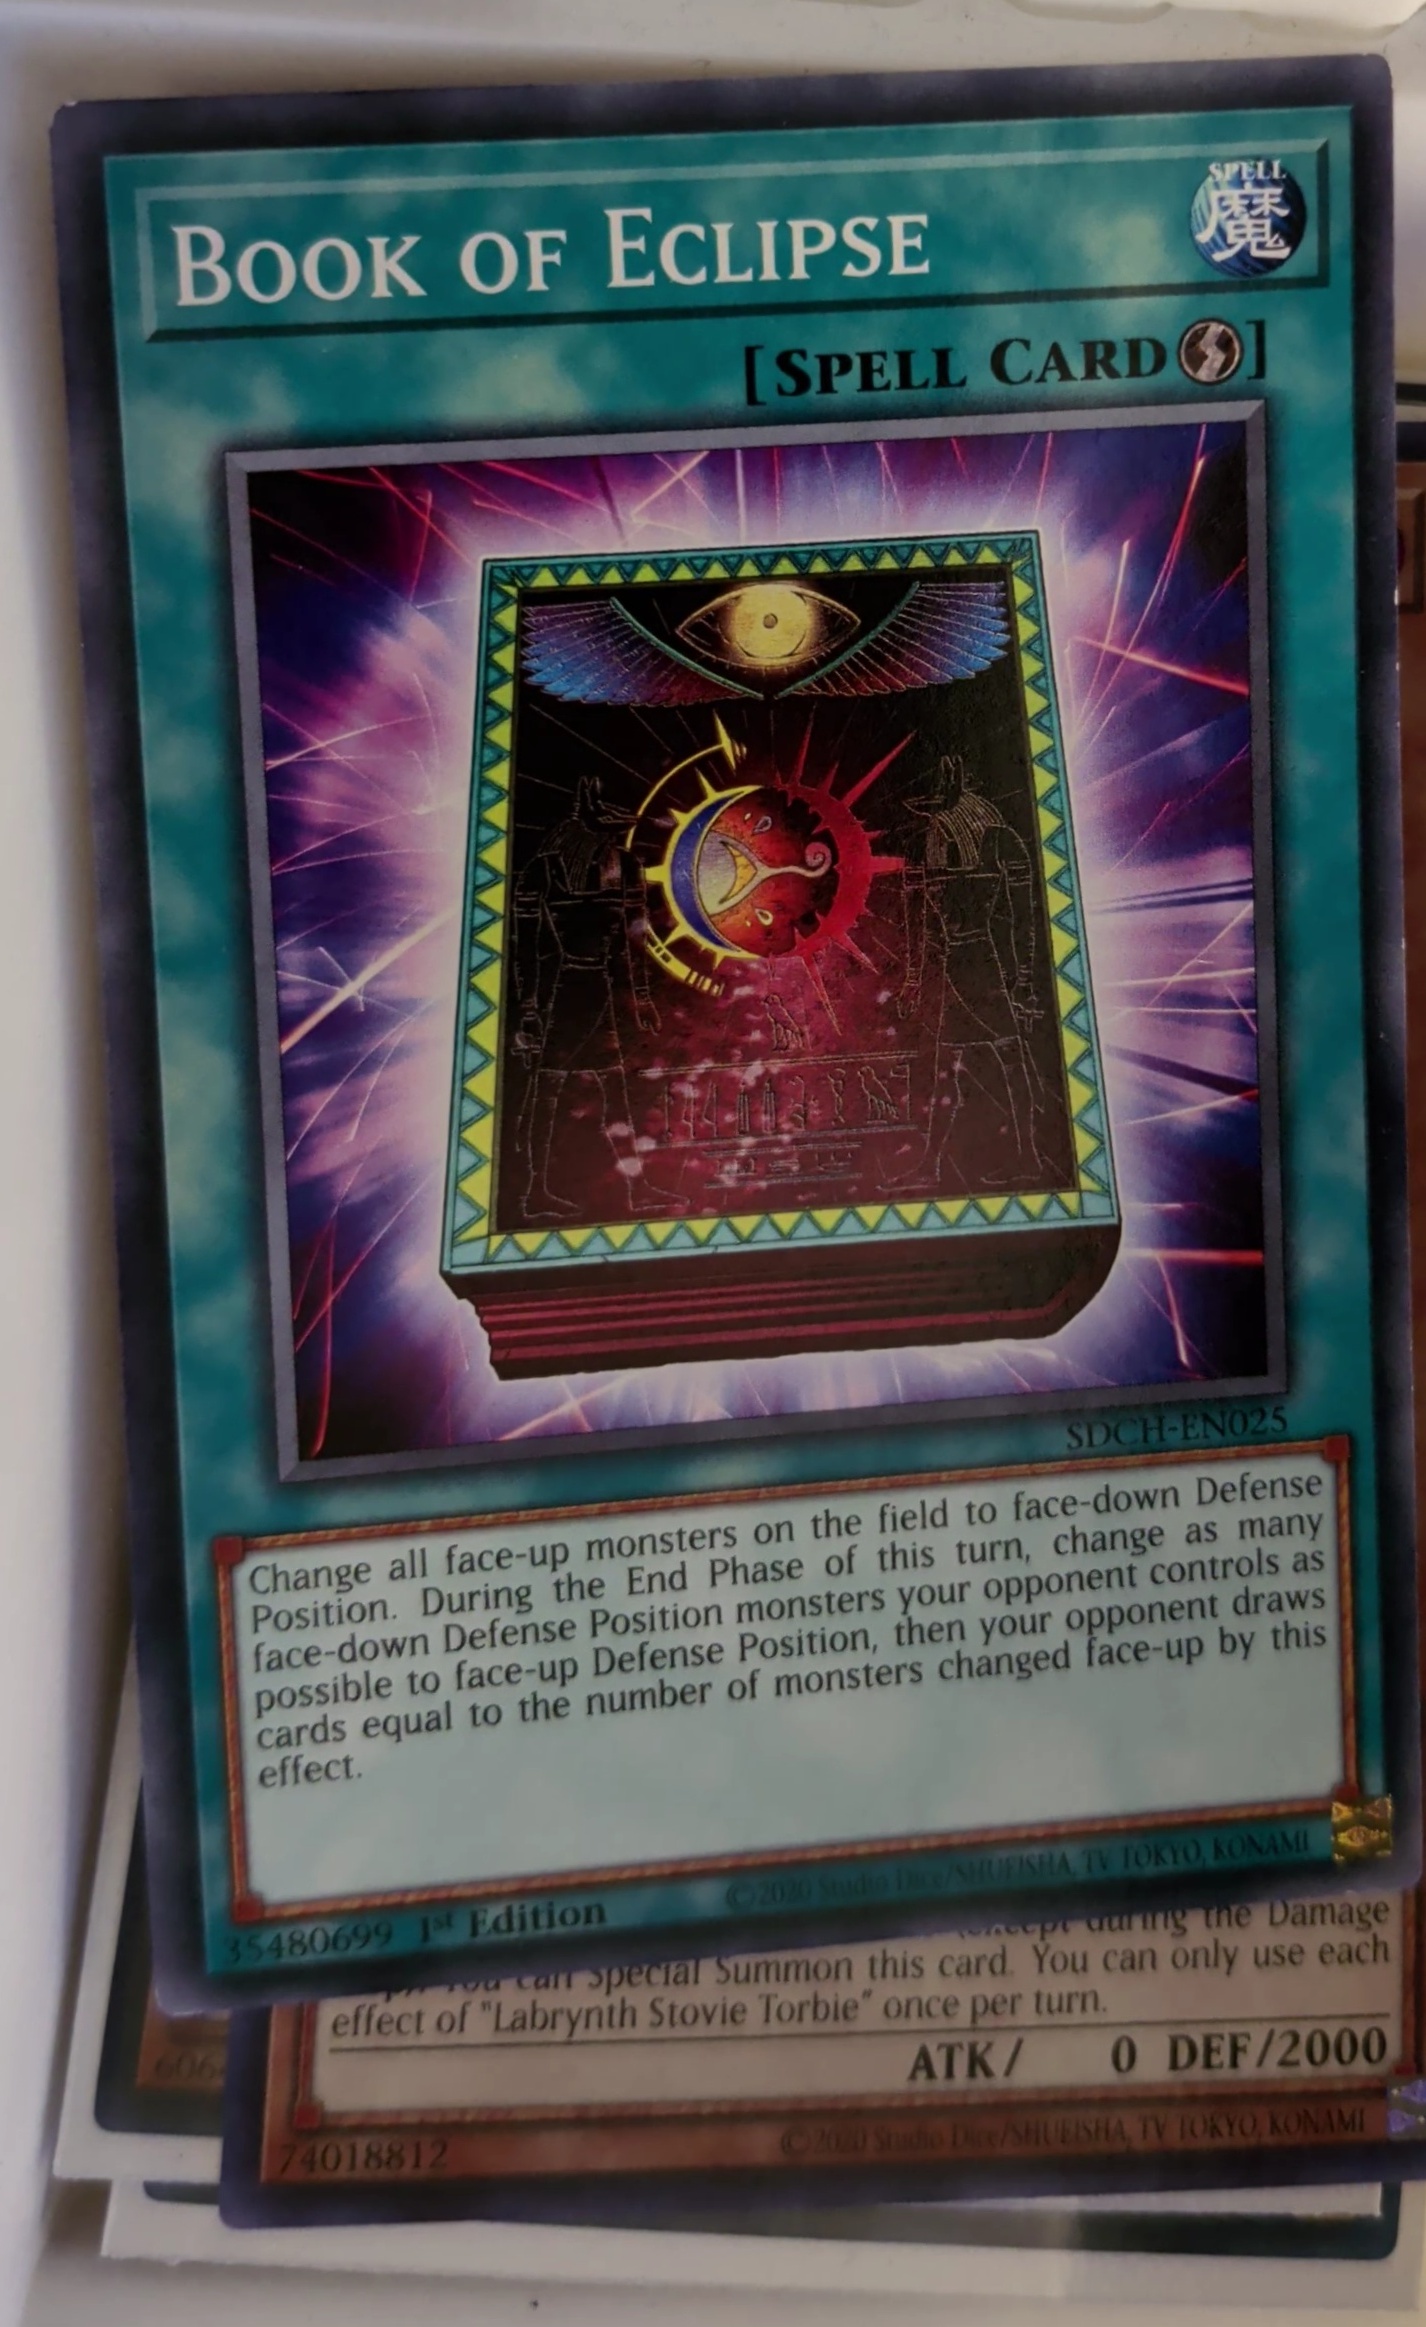 BOOK OF ECLIPSE
SPELL
魔
[SPELL CARD]
SDCH-EN025
Change all face-up monsters on the field to face-down Defense
Position. During the End Phase of this turn, change as many
face-down Defense Position monsters your opponent controls as
possible to face-up Defense Position, then your opponent draws
cards equal to the number of monsters changed face-up by this
effect.
35480699 1st Edition
©2020 Studio Dice/SHUEISHA, TV TOKYO, KONAMI
during the Damage
You can Special Summon this card. You can only use each
effect of "Labrynth Stovie Torbie" once per turn.
ATK/ 0 DEF/2000
74018812
©2020 Studio Dice/SHUEISHA, TV TOKYO, KONAMI